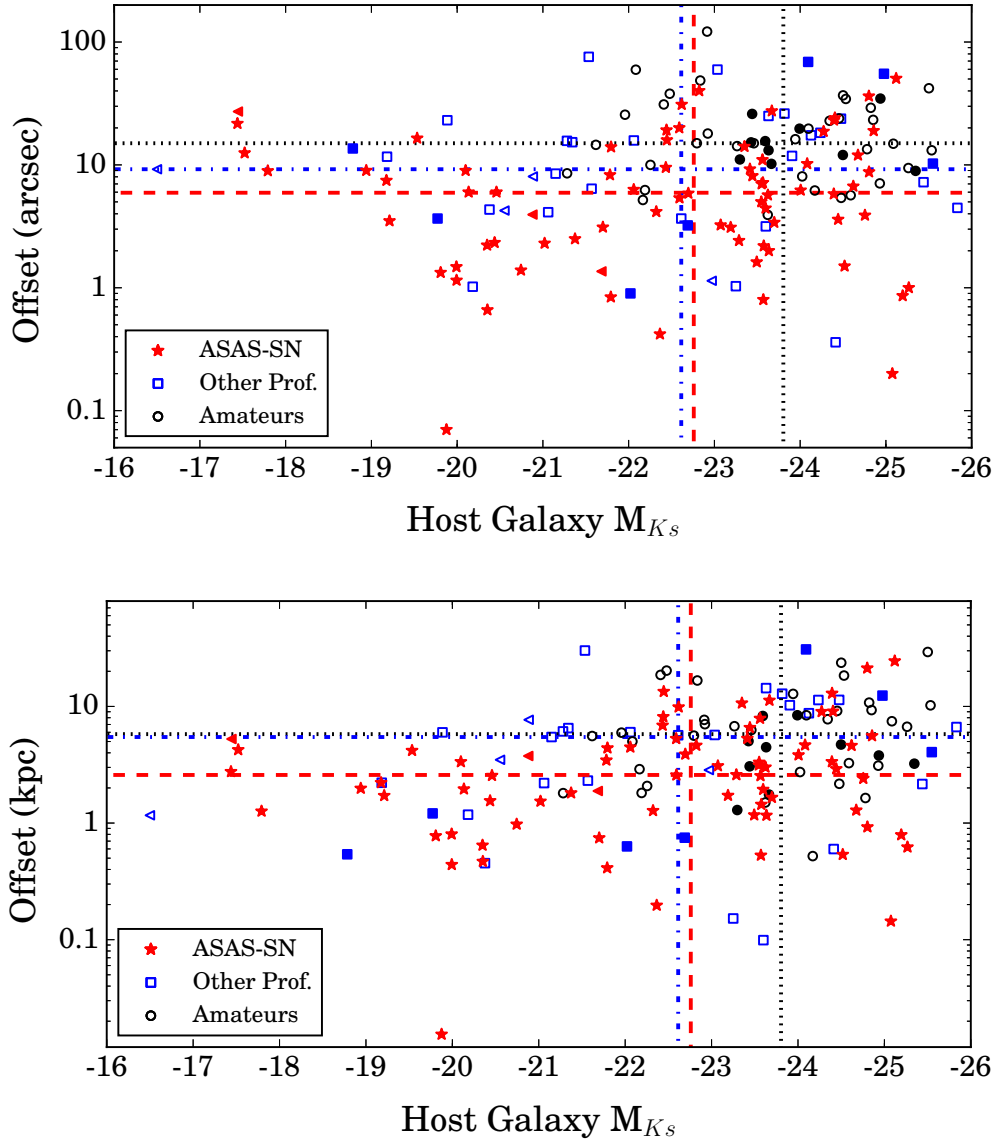 100
10
1
0.1
Offset (arcsec)
ASAS-SN
Other Prof.
Amateurs
-16 -17 -18 -19 -20 -21 -22 -23 -24 -25 -26
Host Galaxy M_{Ks}
10
1
0.1
Offset (kpc)
ASAS-SN
Other Prof.
Amateurs
-16 -17 -18 -19 -20 -21 -22 -23 -24 -25 -26
Host Galaxy M_{Ks}